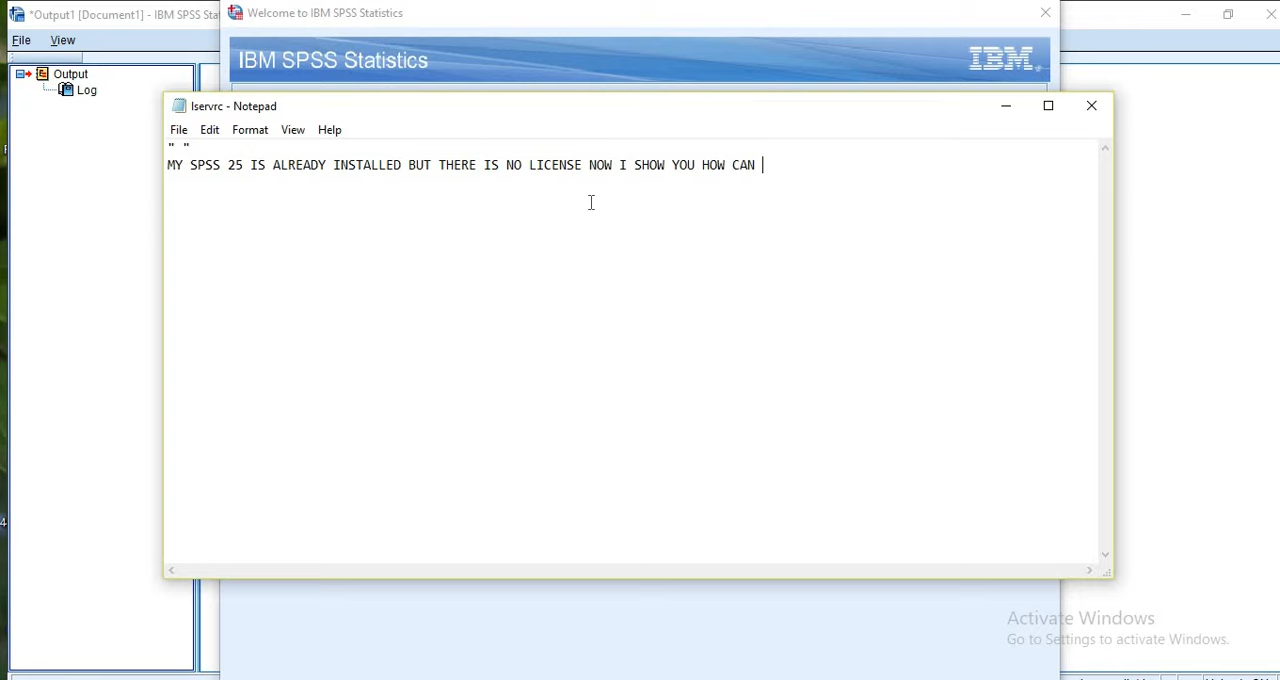 *Output1 [Document1] - IBM SPSS Sta
Welcome to IBM SPSS Statistics
File View
IBM SPSS Statistics
IBM
Output
Log
lservrc - Notepad
File Edit Format View Help
" "
MY SPSS 25 IS ALREADY INSTALLED BUT THERE IS NO LICENSE NOW I SHOW YOU HOW CAN
Activate Windows
Go to Settings to activate Windows.